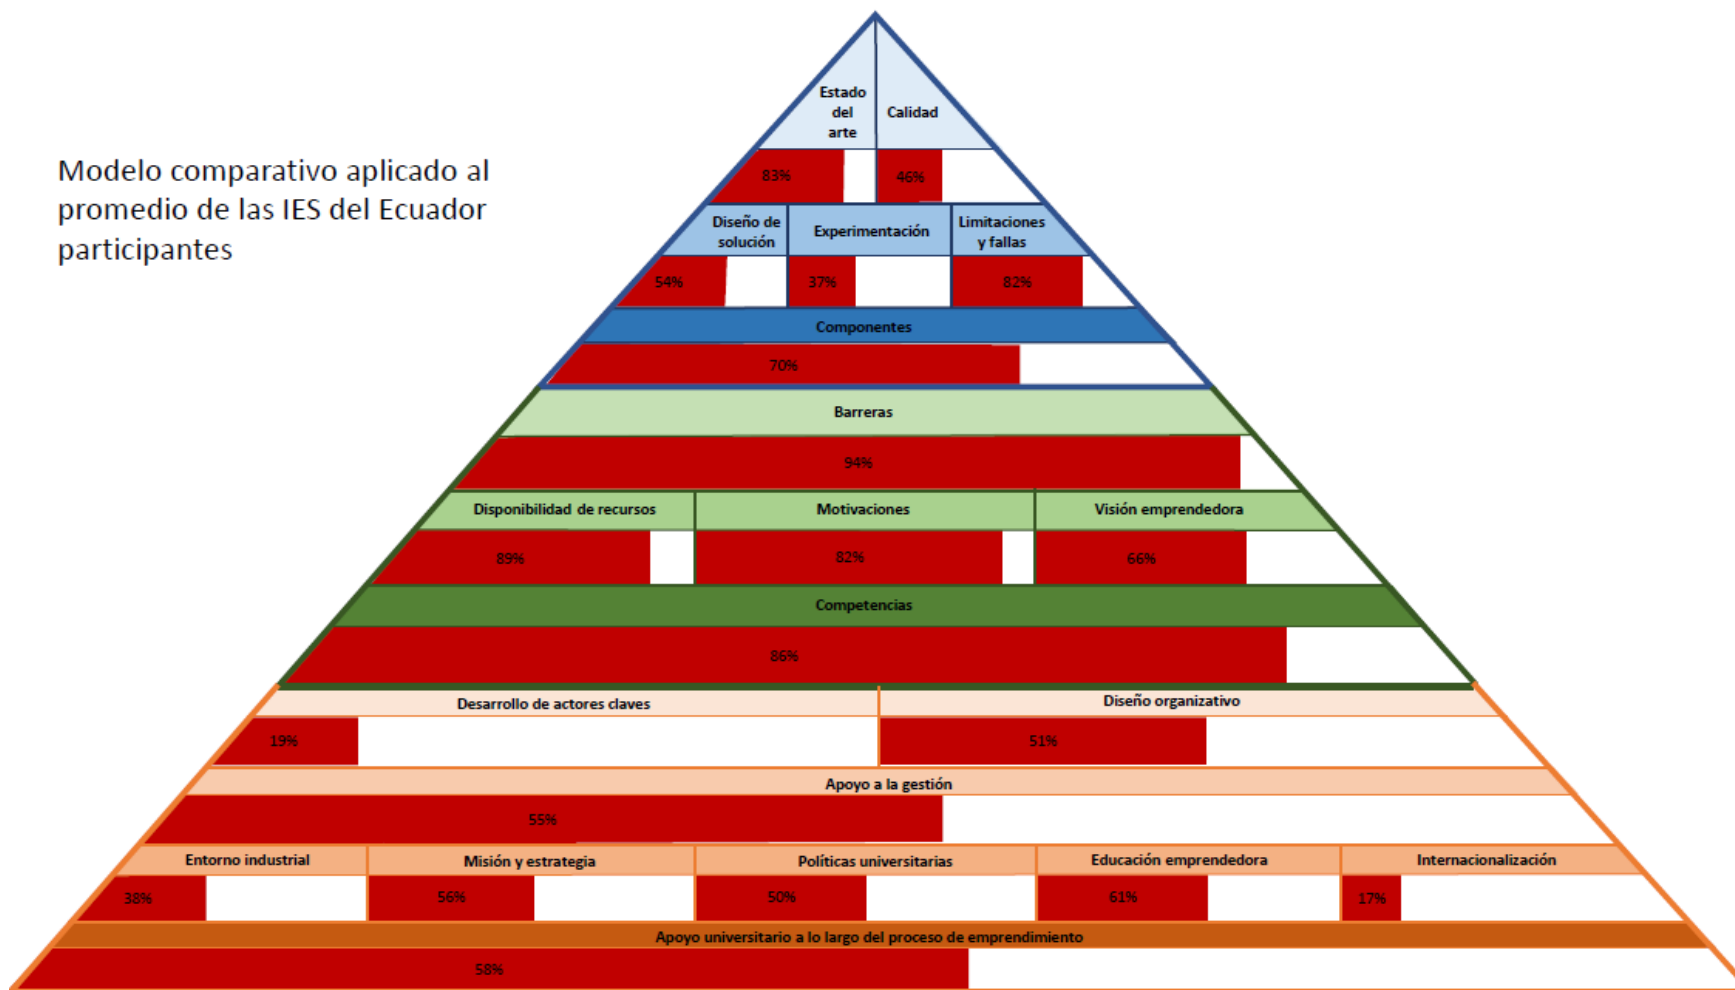 Modelo comparativo aplicado al
promedio de las IES del Ecuador
participantes
Estado
del
arte
Calidad
83%
46%
Diseño de
solución
Experimentación
Limitaciones
y fallas
54%
37%
82%
Componentes
70%
Barreras
94%
Disponibilidad de recursos
Motivaciones
Visión emprendedora
89%
82%
66%
Competencias
86%
Desarrollo de actores claves
Diseño organizativo
19%
51%
Apoyo a la gestión
55%
Entorno industrial
Misión y estrategia
Políticas universitarias
Educación emprendedora
Internacionalización
38%
56%
50%
61%
17%
Apoyo universitario a lo largo del proceso de emprendimiento
58%